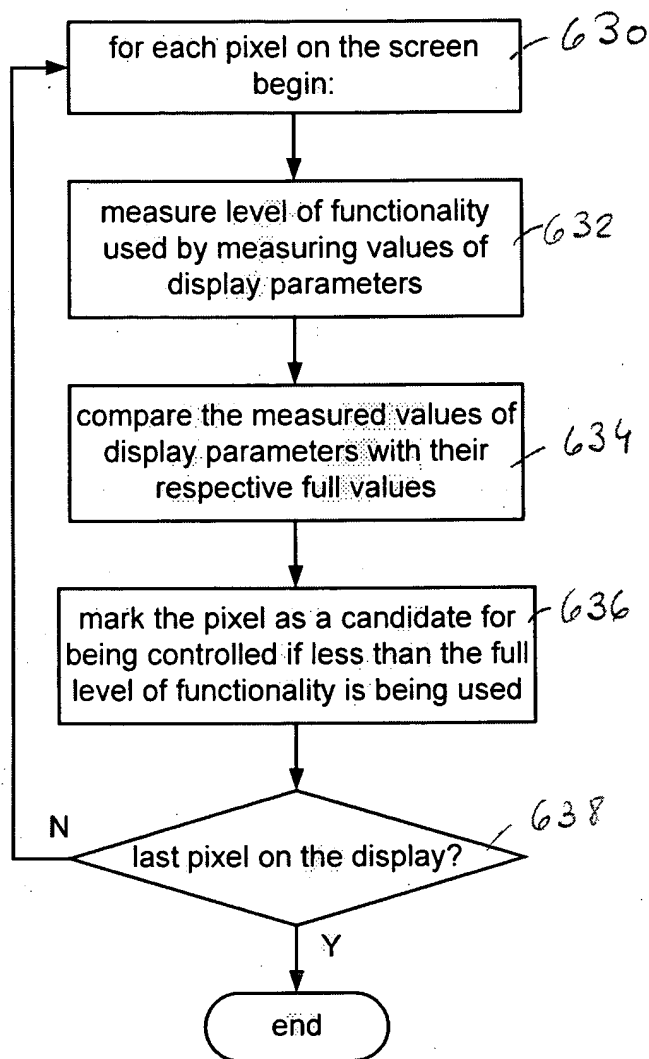 for each pixel on the screen
begin:
630
measure level of functionality
used by measuring values of
display parameters
632
compare the measured values of
display parameters with their
respective full values
634
mark the pixel as a candidate for
being controlled if less than the full
level of functionality is being used
636
N
last pixel on the display?
638
Y
end